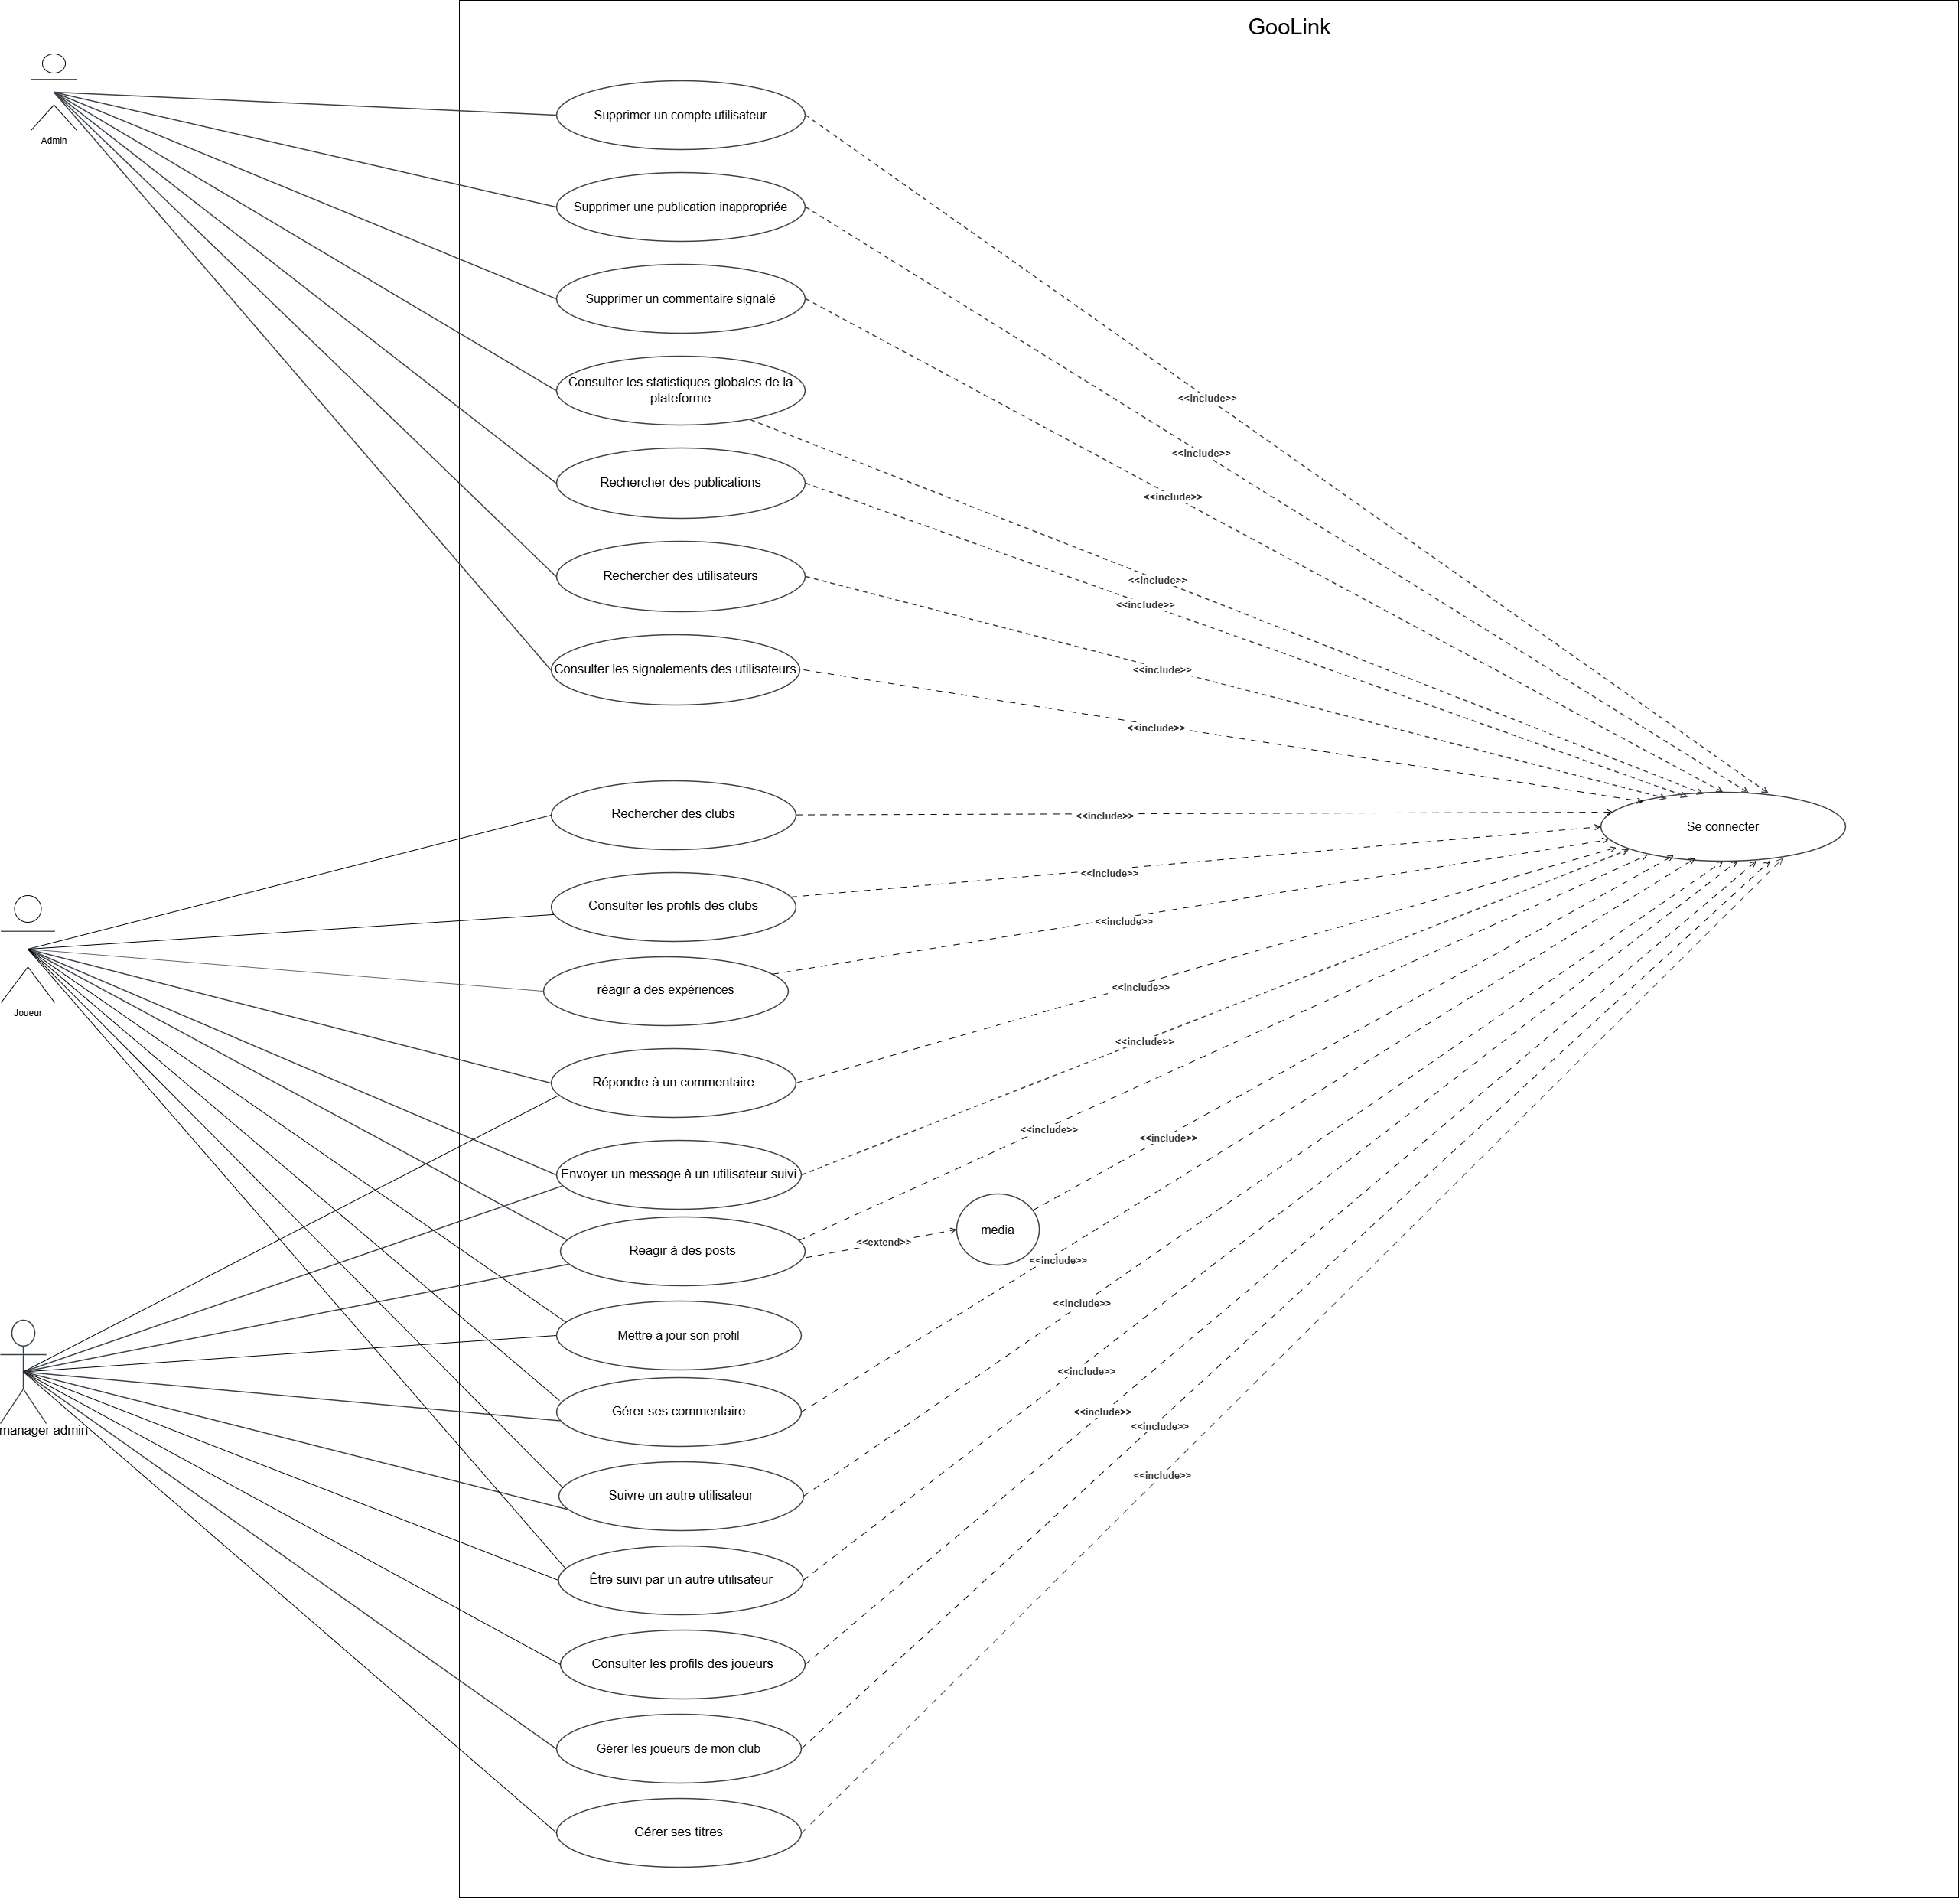 GooLink
Admin
Supprimer un compte utilisateur
Supprimer une publication inappropriée
Supprimer un commentaire signalé
Consulter les statistiques globales de la
plateforme
<<include>>
<<include>>
Rechercher des publications
<<include>>
Rechercher des utilisateurs
<<include>>
<<include>>
Consulter les signalements des utilisateurs
<<include>>
<<include>>
Rechercher des clubs
<<include>>
Se connecter
Consulter les profils des clubs
<<include>>
<<include>>
réagir a des expériences
<<include>>
Joueur
<<include>>
Répondre à un commentaire
<<include>>
<<include>>
Envoyer un message à un utilisateur suivi
media
Reagir à des posts
<<extend>>
<<include>>
<<include>>
Mettre à jour son profil
<<include>>
manager admin
Gérer ses commentaire
<<include>>
<<include>>
<<include>>
Suivre un autre utilisateur
Être suivi par un autre utilisateur
Consulter les profils des joueurs
Gérer les joueurs de mon club
Gérer ses titres